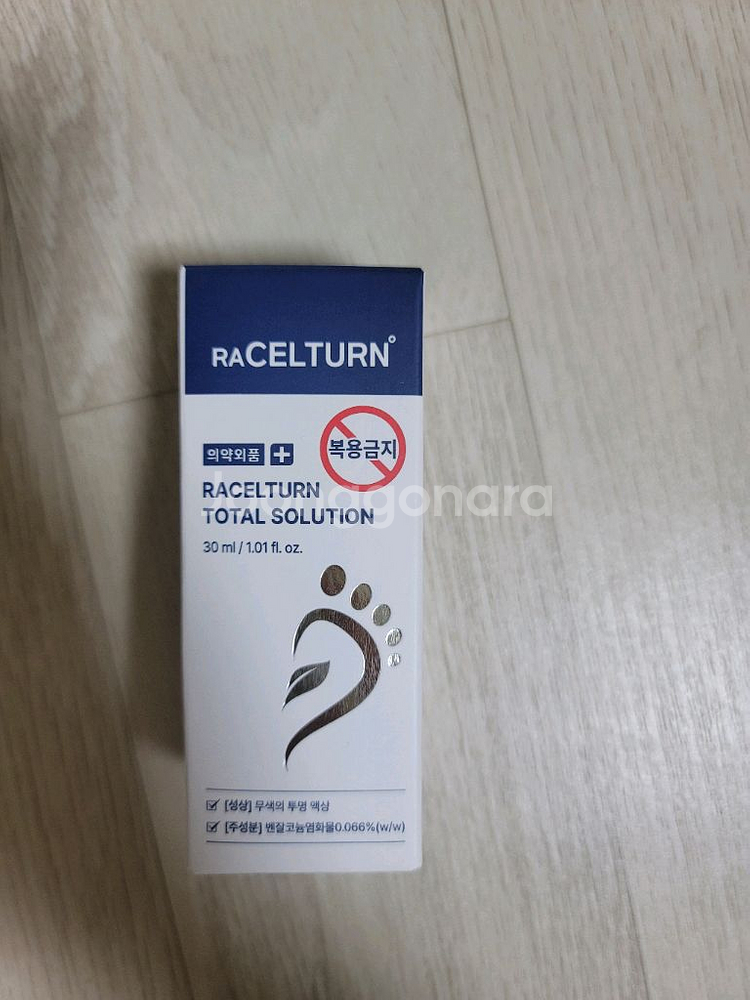 RACELTURN°
복용금지
의약외품
RACELTURN
TOTAL SOLUTION
Joonggonara
30 ml / 1.01 fl. oz.
[성상] 무색의 투명 액상
[주성분] 벤잘코늄염화물0.066%(w/w)